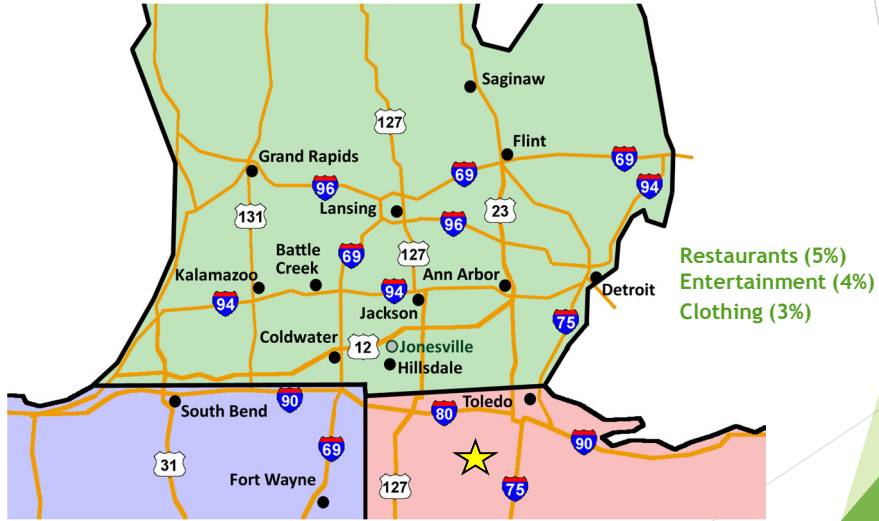 Saginaw
127
Flint
Grand Rapids
69
69
96
94
131
Lansing
96
23
Battle
Creek
69
127
Kalamazoo
94
94
Ann Arbor
Jackson
Detroit
75
Coldwater
12
Jonesville
Hillsdale
South Bend
90
80
Toledo
90
31
69
Fort Wayne
127
75
Restaurants (5%)
Entertainment (4%)
Clothing (3%)